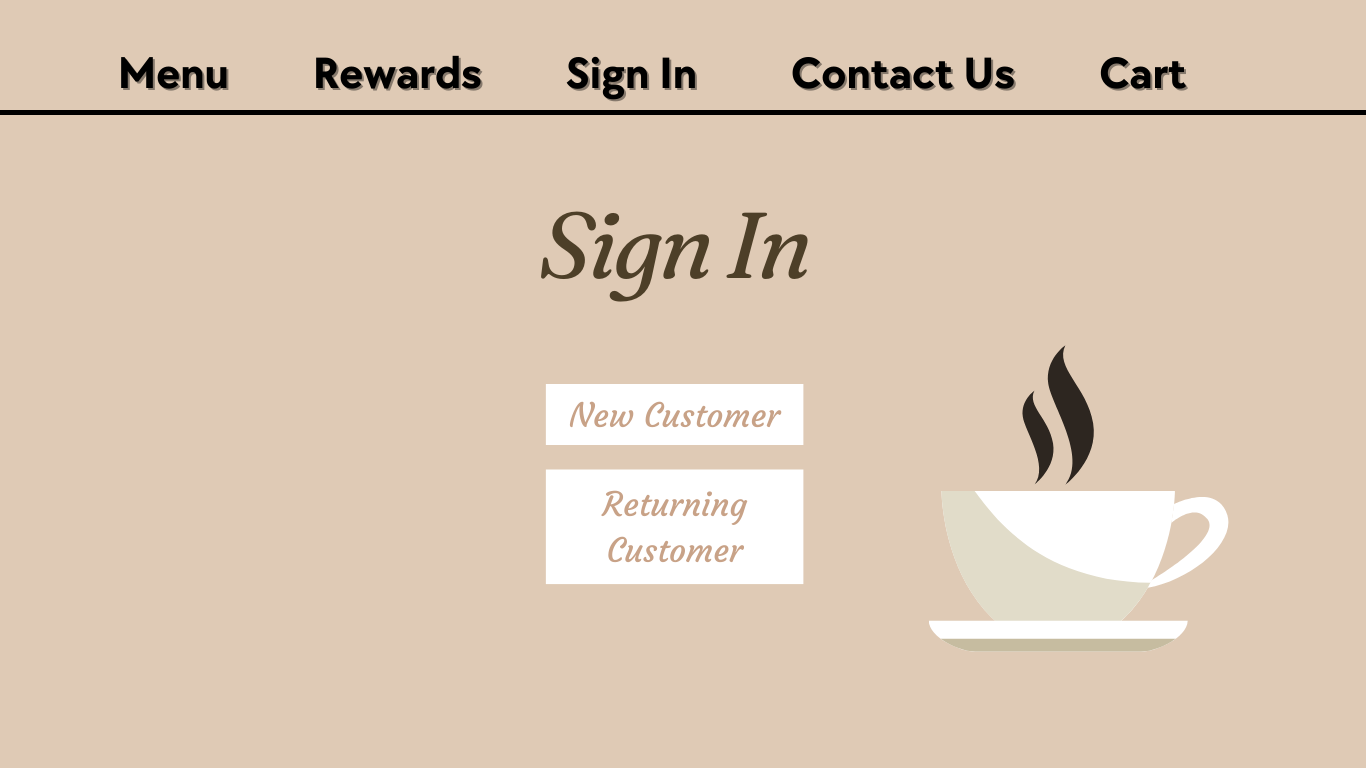 Menu Rewards Sign In Contact Us Cart
Sign In
New Customer
Returning
Customer